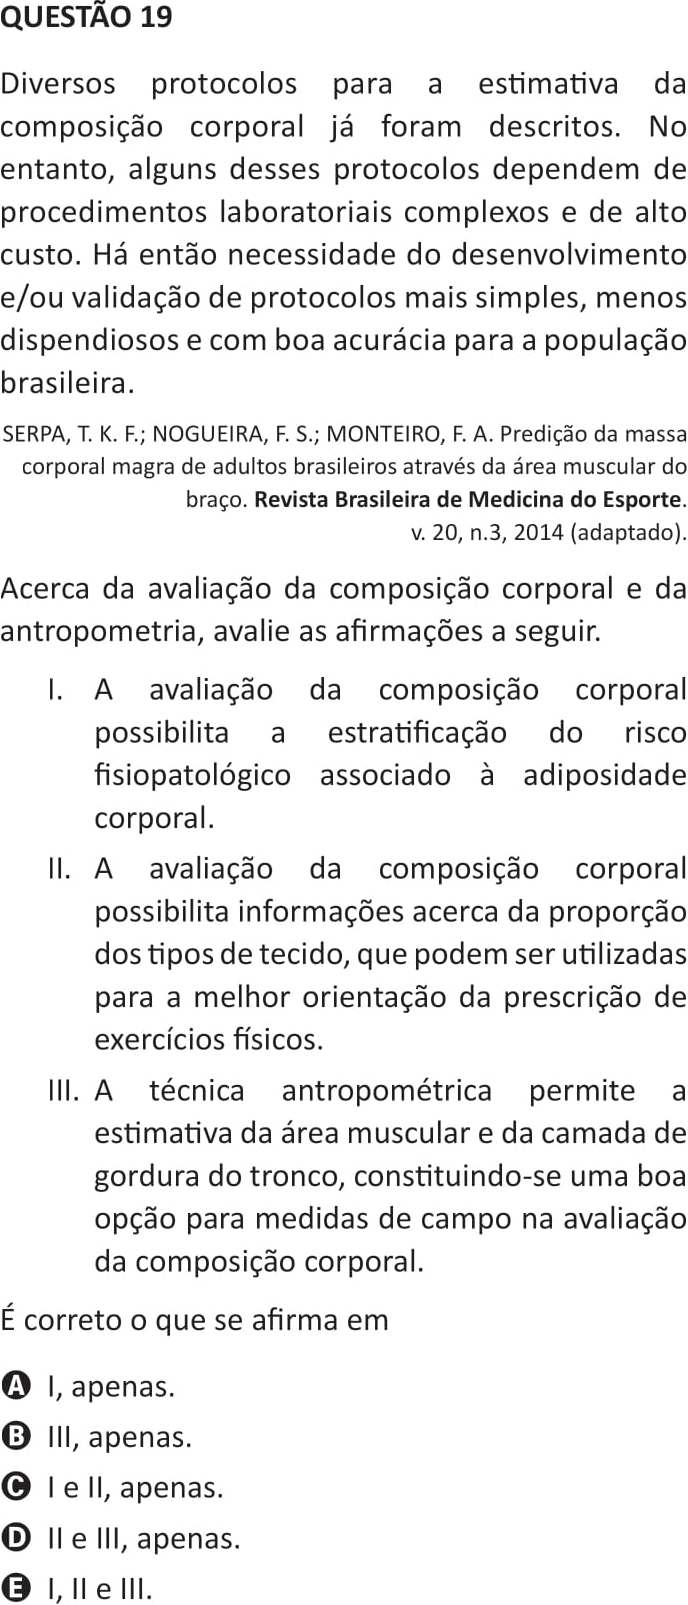 QUESTÃO 19
Diversos protocolos para a estimativa da
composição corporal já foram descritos. No
entanto, alguns desses protocolos dependem de
procedimentos laboratoriais complexos e de alto
custo. Há então necessidade do desenvolvimento
e/ou validação de protocolos mais simples, menos
dispendiosos e com boa acurácia para a população
brasileira.
SERPA, T. K. F.; NOGUEIRA, F. S.; MONTEIRO, F. A. Predição da massa
corporal magra de adultos brasileiros através da área muscular do
braço. Revista Brasileira de Medicina do Esporte.
v. 20, n.3, 2014 (adaptado).
Acerca da avaliação da composição corporal e da
antropometria, avalie as afirmações a seguir.
I. A avaliação da composição corporal
possibilita a estratificação do risco
fisiopatológico associado à adiposidade
corporal.
II. A avaliação da composição corporal
possibilita informações acerca da proporção
dos tipos de tecido, que podem ser utilizadas
para a melhor orientação da prescrição de
exercícios físicos.
III. A técnica antropométrica permite a
estimativa da área muscular e da camada de
gordura do tronco, constituindo-se uma boa
opção para medidas de campo na avaliação
da composição corporal.
É correto o que se afirma em
A I, apenas.
B III, apenas.
C I e II, apenas.
D II e III, apenas.
E I, II e III.